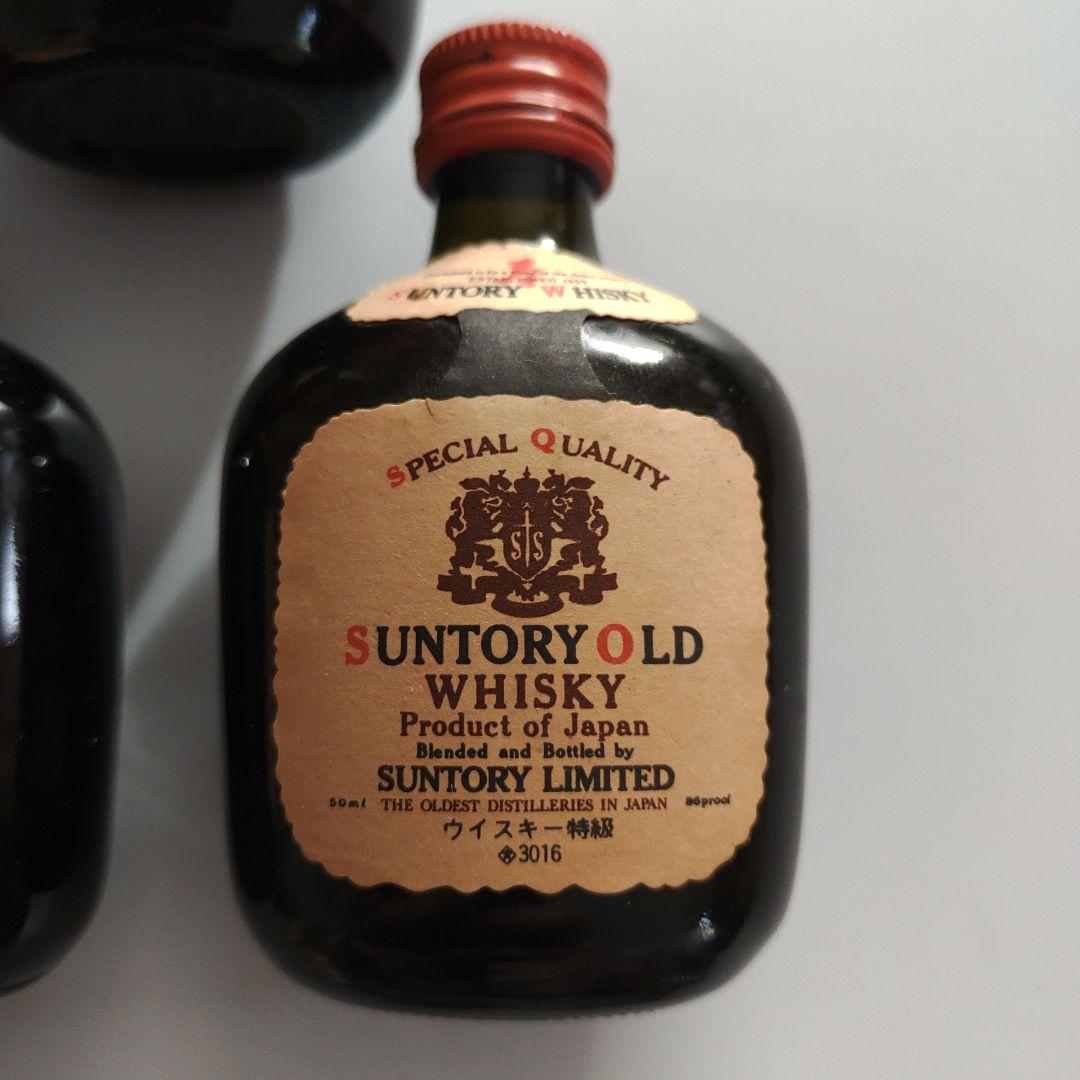 SUNTORY WHISKY
SPECIAL QUALITY
S S
SUNTORY OLD
WHISKY
Product of Japan
Blended and Bottled by
SUNTORY LIMITED
50ml THE OLDEST DISTILLERIES IN JAPAN 86proof
ウイスキー特級
3016